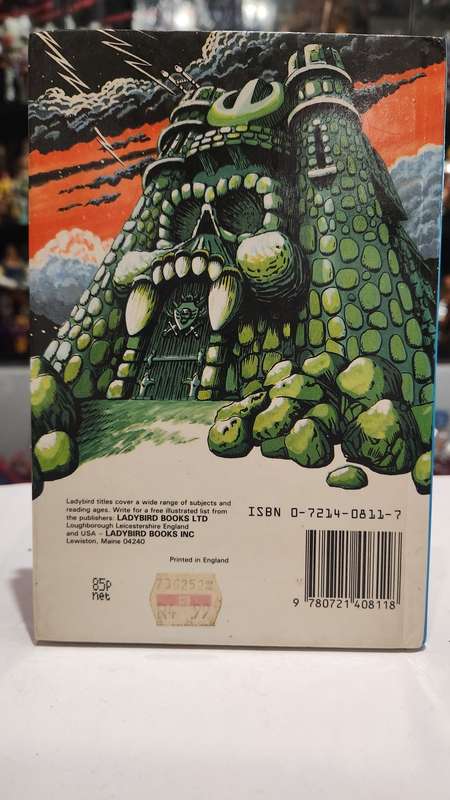 Ladybird titles cover a wide range of subjects and
reading ages. Write for a free illustrated list from
the publishers: LADYBIRD BOOKS LTD
Loughborough Leicestershire England
and USA – LADYBIRD BOOKS INC
Lewiston, Maine 04240
Printed in England
85p
net
ISBN 0-7214-0811-7
9 780721 408118